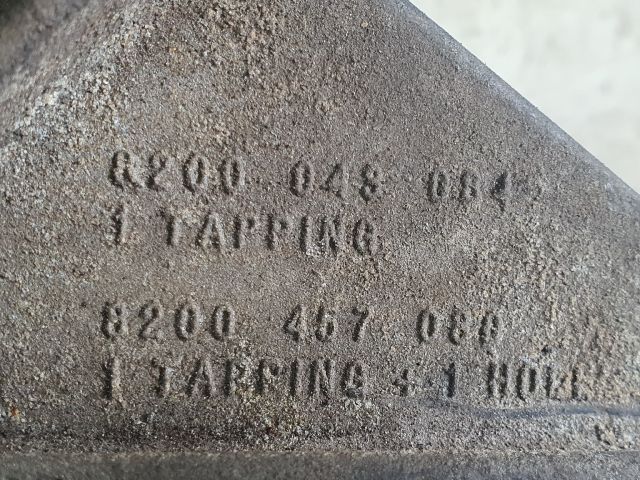 8200 048 084
1 TAPPING
8200 457 080
1 TAPPING + 1 HOLE